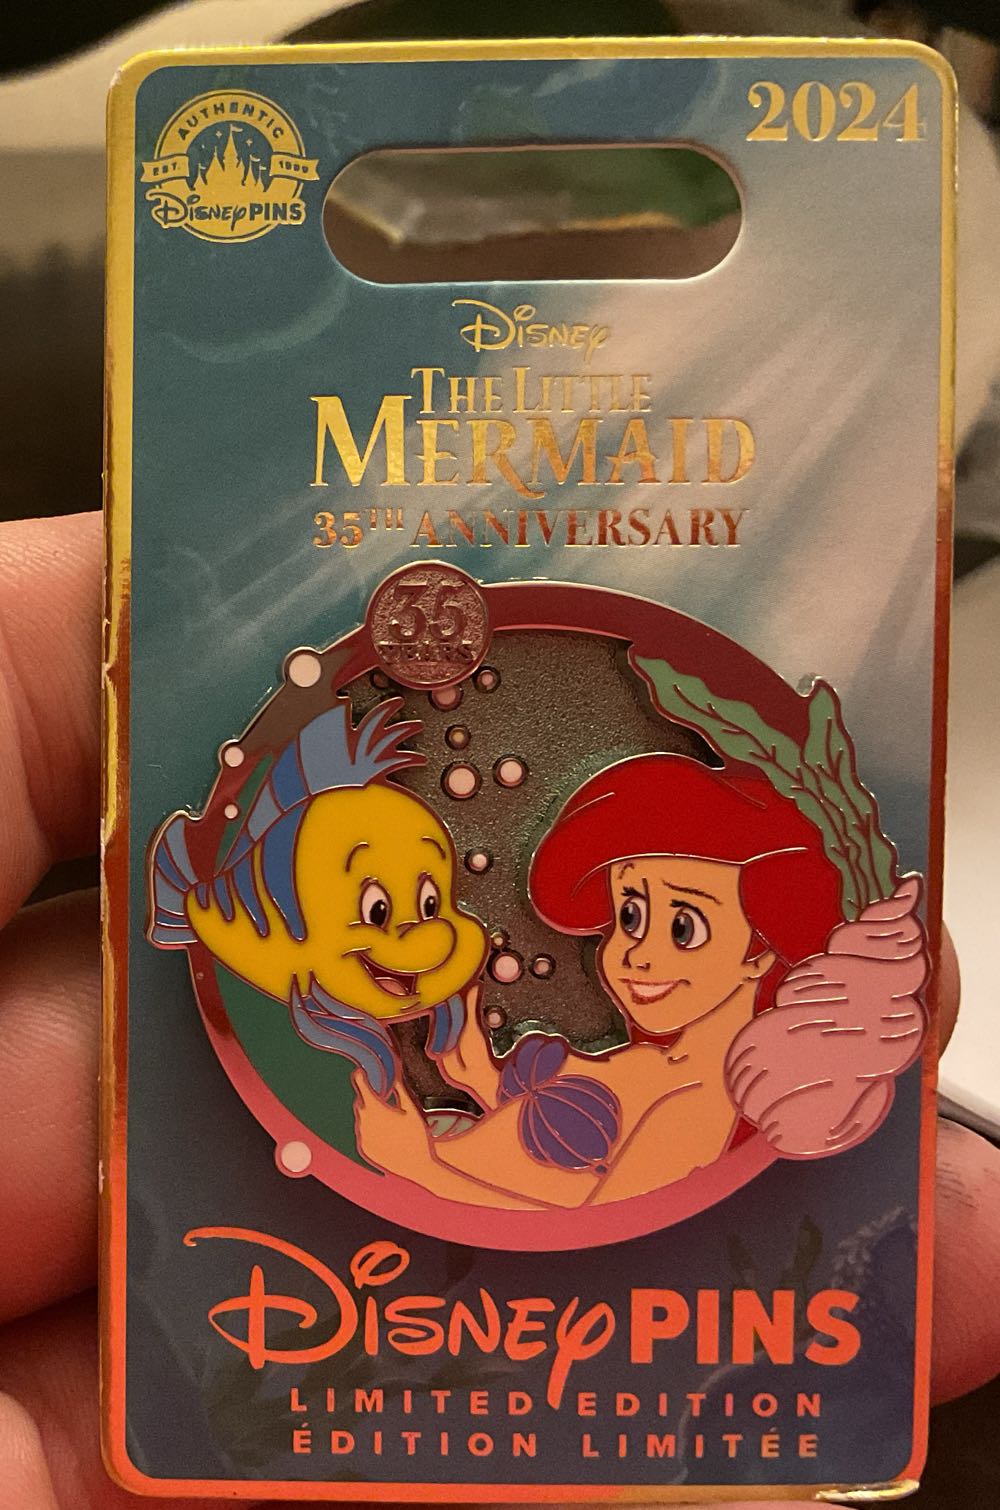 2024
AUTHENTIC
EST. 1999
Disney PINS
Disney
THE LITTLE
MERMAID
35TH ANNIVERSARY
35
YEARS
Disney PINS
LIMITED EDITION
ÉDITION LIMITÉE